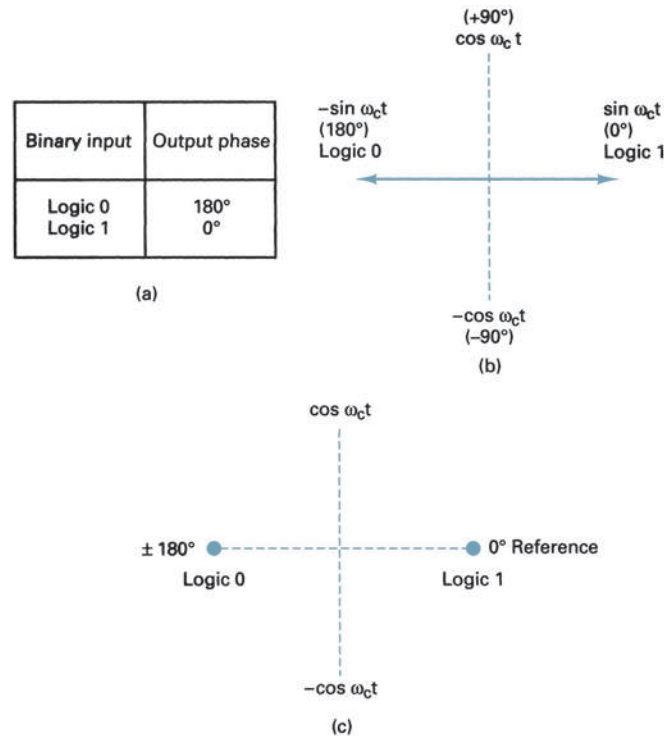 Binary input Output phase
Logic 0 180°
Logic 1 0°
(a)
(+90°)
cos ωct
−sin ωct
(180°)
Logic 0
sin ωct
(0°)
Logic 1
−cos ωct
(−90°)
(b)
cos ωct
± 180°
Logic 0
0° Reference
Logic 1
−cos ωct
(c)